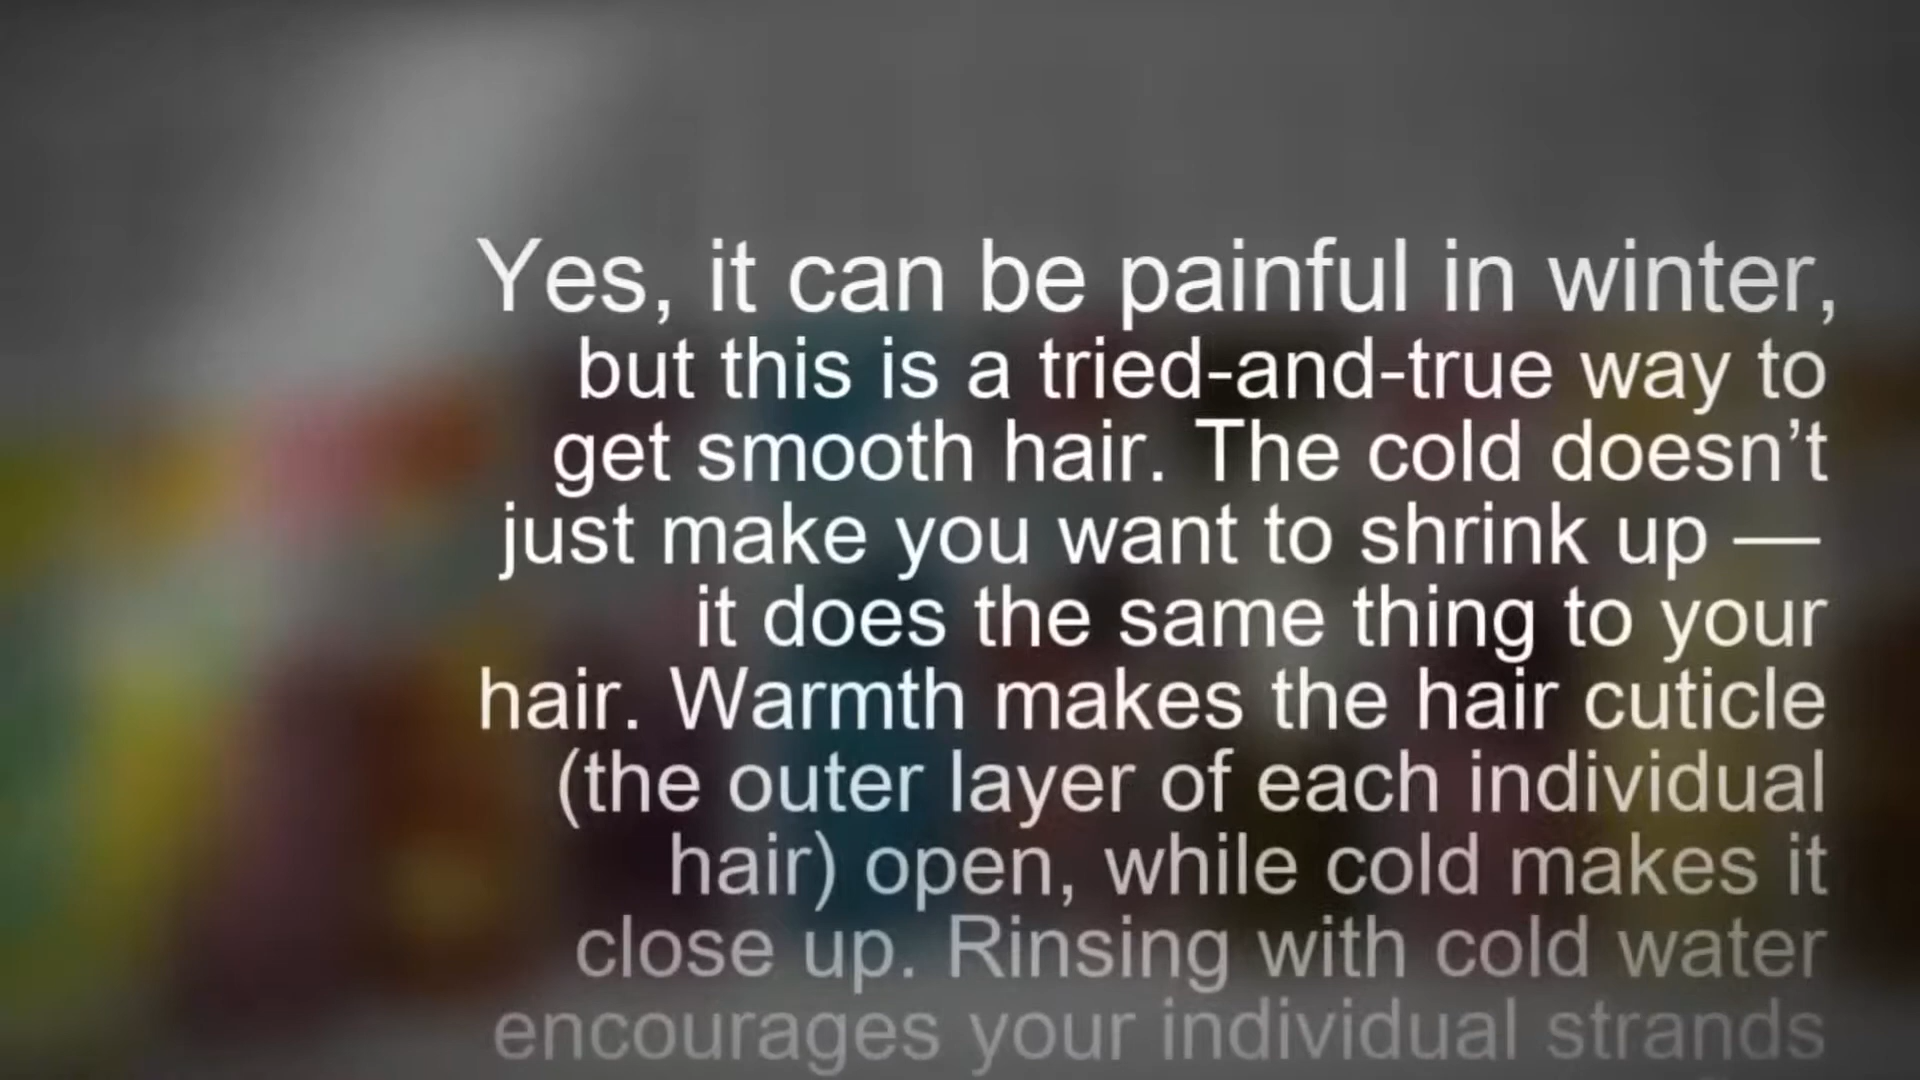 Yes, it can be painful in winter,
but this is a tried-and-true way to
get smooth hair. The cold doesn’t
just make you want to shrink up —
it does the same thing to your
hair. Warmth makes the hair cuticle
(the outer layer of each individual
hair) open, while cold makes it
close up. Rinsing with cold water
encourages your individual strands